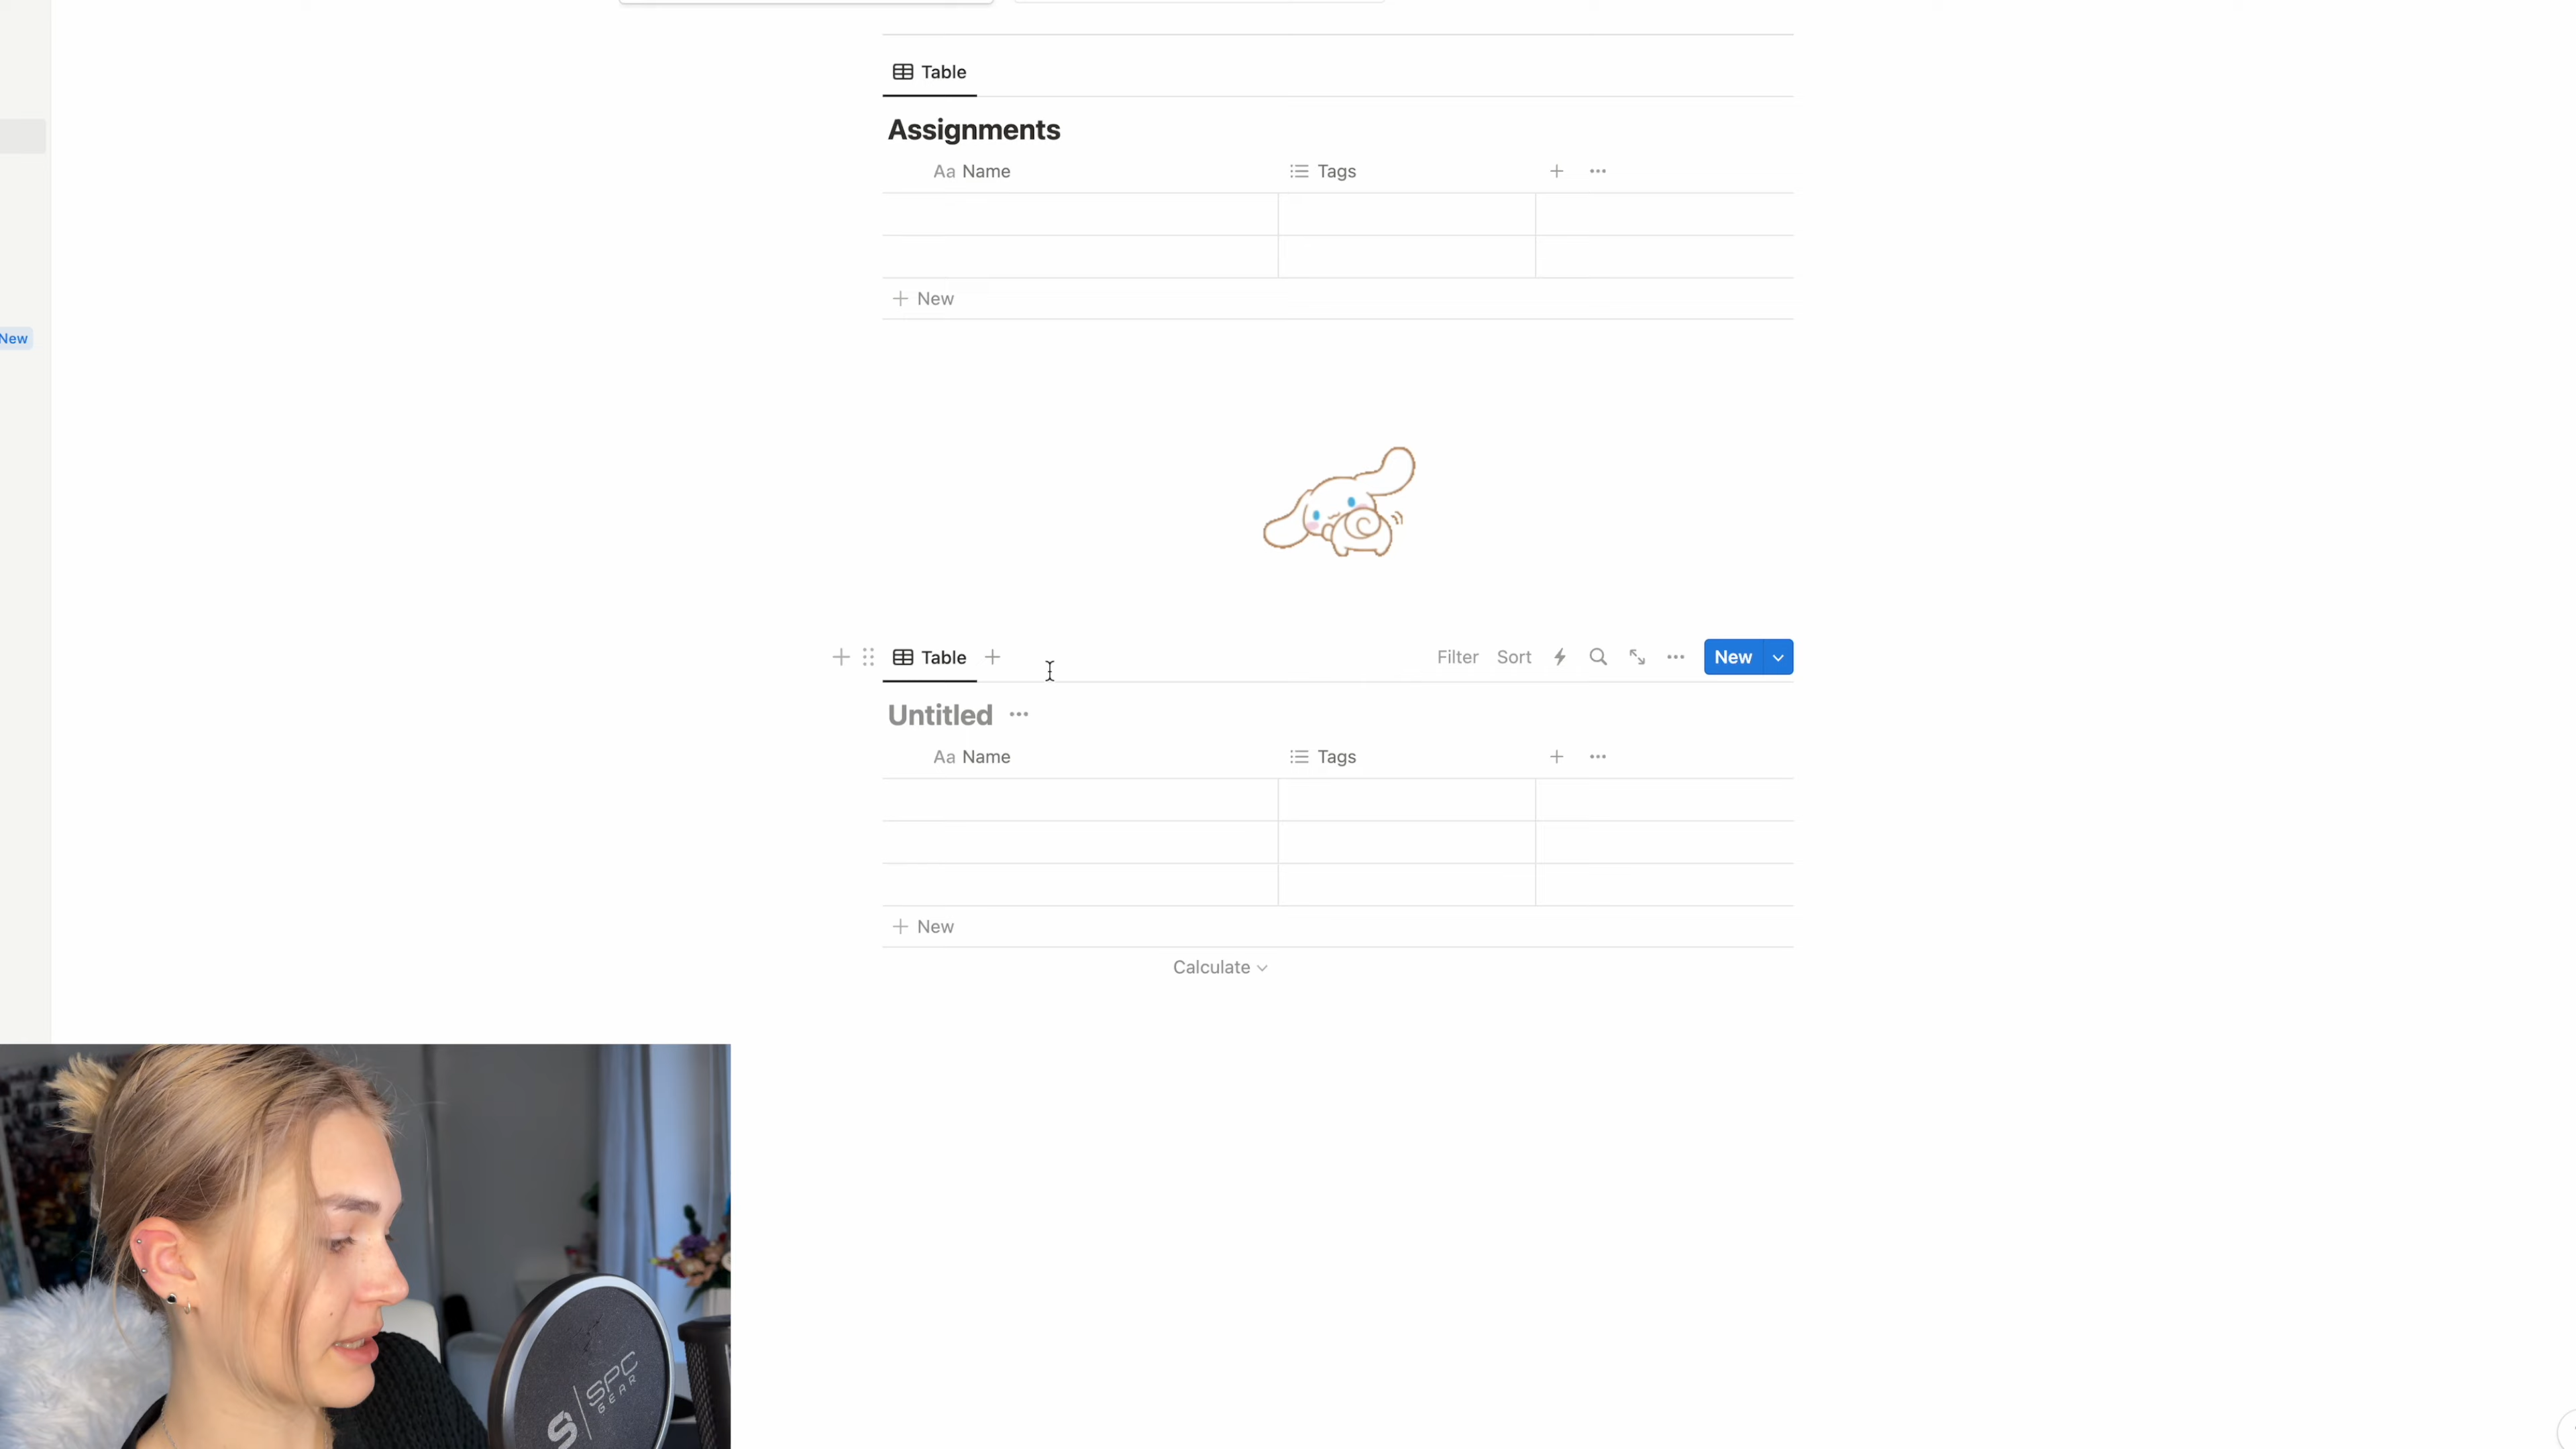 Table
Assignments
Aa Name Tags
New
New
Table
Filter Sort New
Untitled
Aa Name Tags
New
Calculate
SPC
GEAR